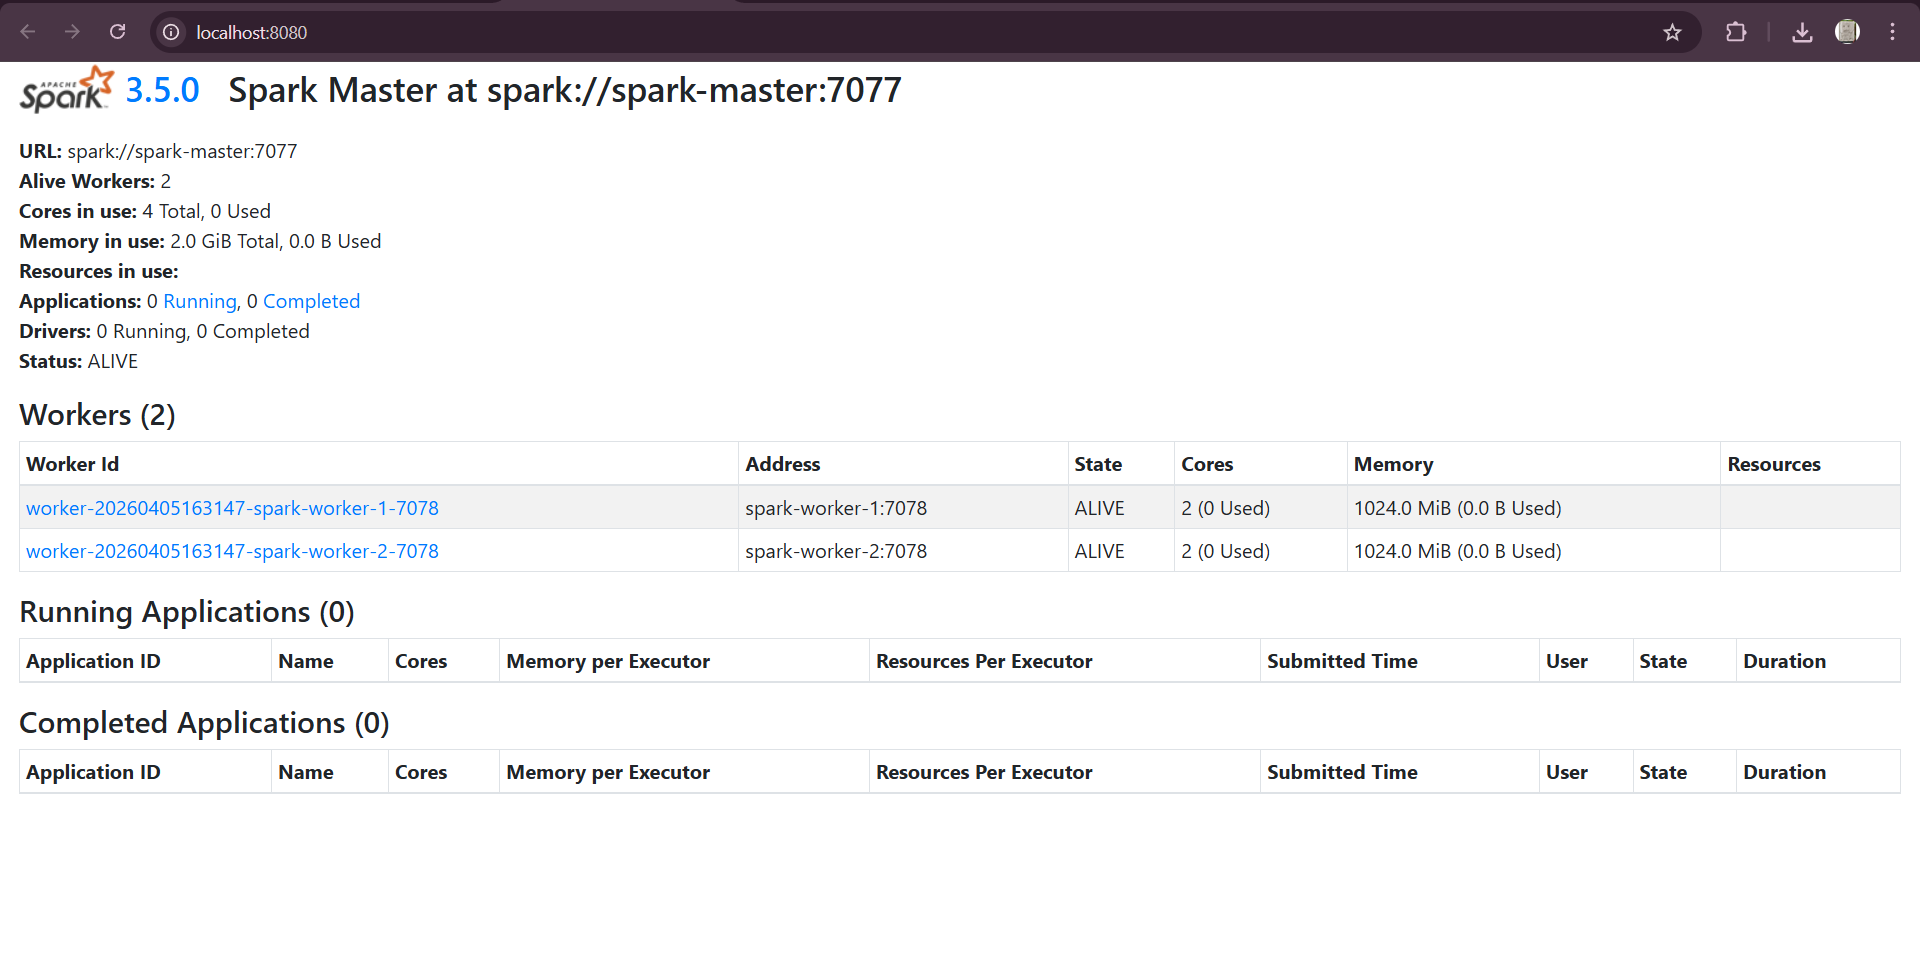 localhost:8080
APACHE Spark 3.5.0 Spark Master at spark://spark-master:7077
URL: spark://spark-master:7077
Alive Workers: 2
Cores in use: 4 Total, 0 Used
Memory in use: 2.0 GiB Total, 0.0 B Used
Resources in use:
Applications: 0 Running, 0 Completed
Drivers: 0 Running, 0 Completed
Status: ALIVE
Workers (2)
Worker Id Address State Cores Memory Resources
worker-20260405163147-spark-worker-1-7078 spark-worker-1:7078 ALIVE 2 (0 Used) 1024.0 MiB (0.0 B Used)
worker-20260405163147-spark-worker-2-7078 spark-worker-2:7078 ALIVE 2 (0 Used) 1024.0 MiB (0.0 B Used)
Running Applications (0)
Application ID Name Cores Memory per Executor Resources Per Executor Submitted Time User State Duration
Completed Applications (0)
Application ID Name Cores Memory per Executor Resources Per Executor Submitted Time User State Duration